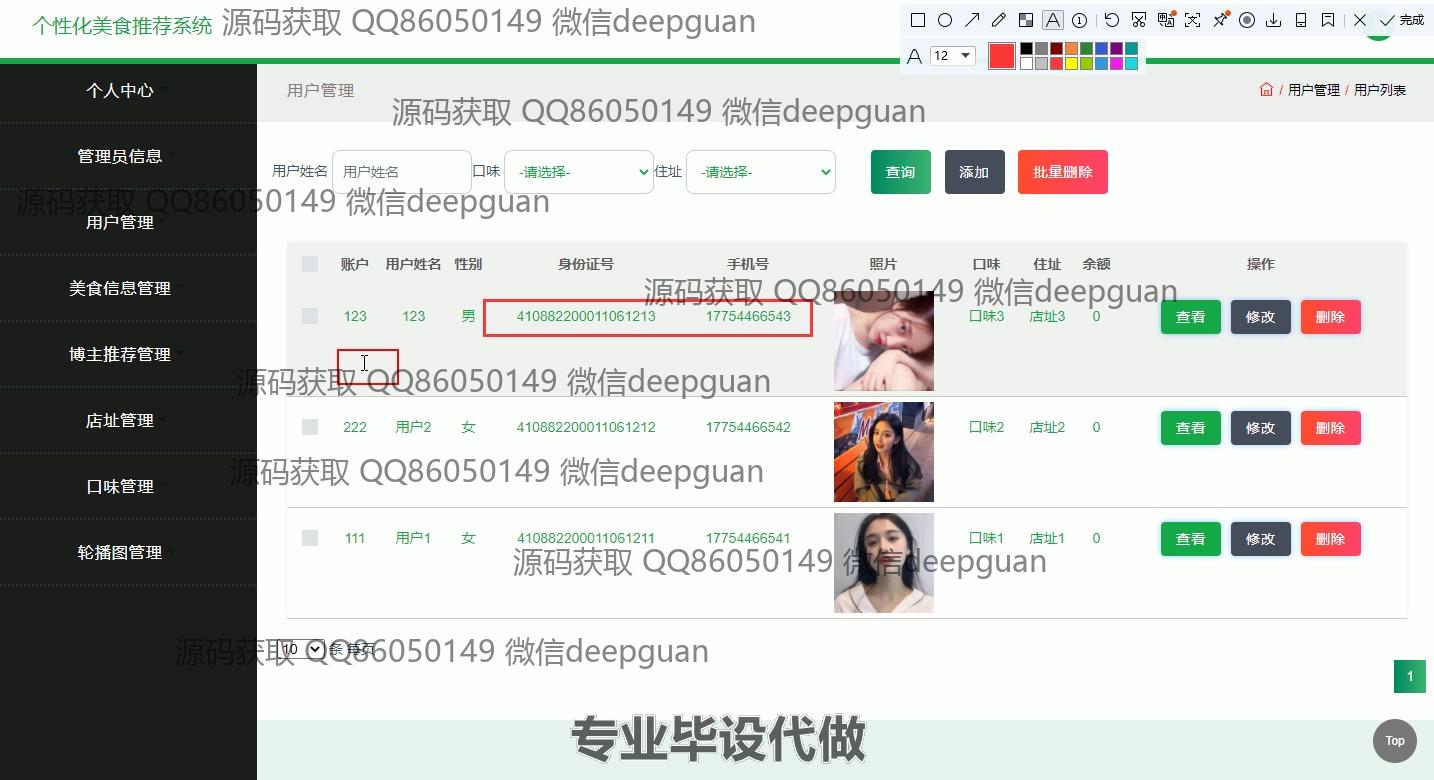 个性化美食推荐系统 源码获取 QQ86050149 微信deepguan
完成
A 12
个人中心
用户管理
/ 用户管理 / 用户列表
源码获取 QQ86050149 微信deepguan
管理员信息
用户姓名 用户姓名 口味 -请选择- 住址 -请选择- 查询 添加 批量删除
源码获取 QQ86050149 微信deepguan
用户管理
账户 用户姓名 性别 身份证号 手机号 照片 口味 住址 余额 操作
美食信息管理
源码获取 QQ86050149 微信deepguan
123 123 男 410882200011061213 17754466543 口味3 店址3 0 查看 修改 删除
博主推荐管理
源码获取 QQ86050149 微信deepguan
店址管理
222 用户2 女 410882200011061212 17754466542 口味2 店址2 0 查看 修改 删除
源码获取 QQ86050149 微信deepguan
口味管理
111 用户1 女 410882200011061211 17754466541 口味1 店址1 0 查看 修改 删除
轮播图管理
源码获取 QQ86050149 微信deepguan
10 条 每页
源码获取 QQ86050149 微信deepguan
1
专业毕设代做
Top